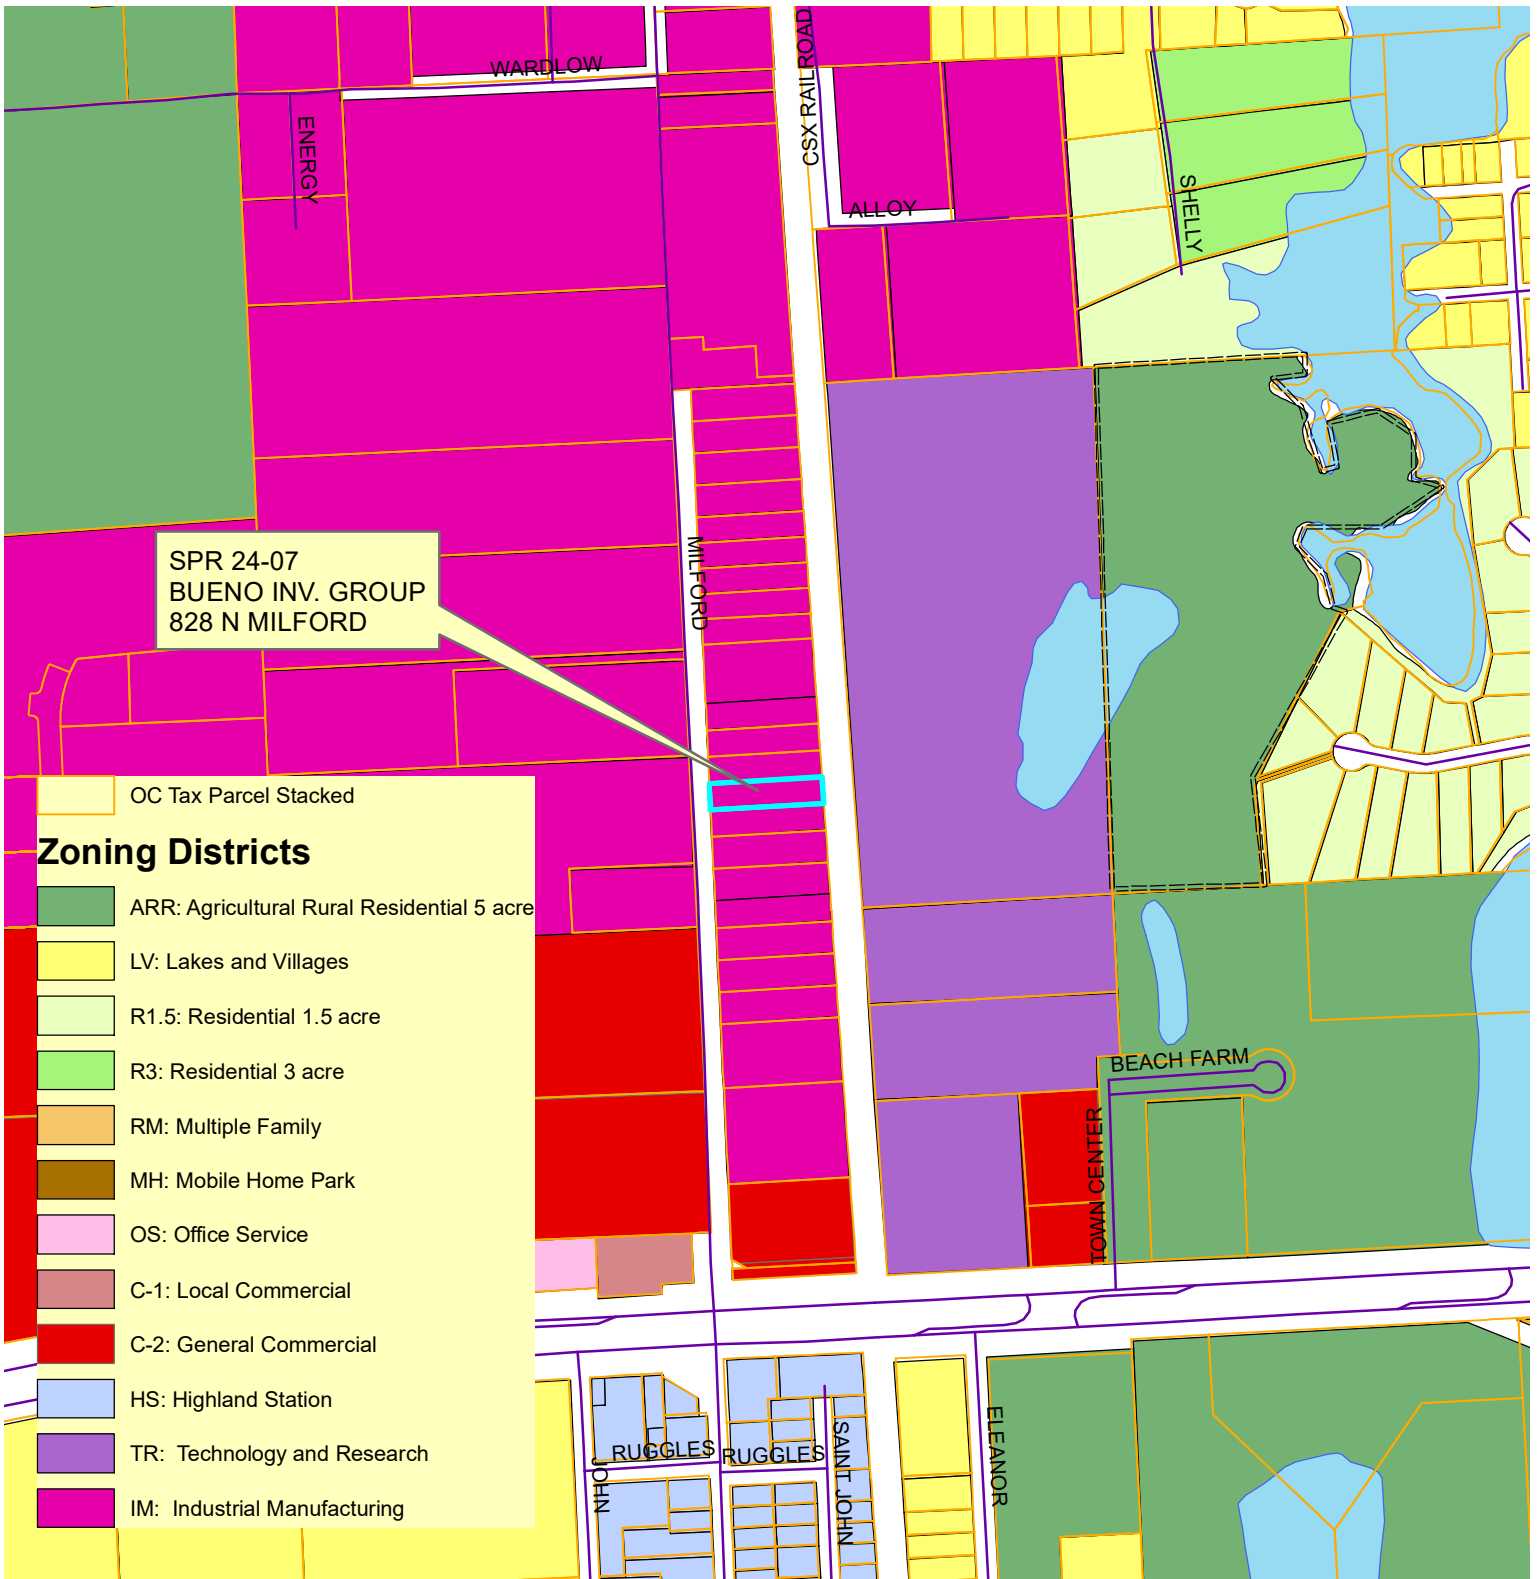 WARDLOW
CSX RAILROAD
ENERGY
SHELLY
ALLOY
SPR 24-07
BUENO INV. GROUP
828 N MILFORD
MILFORD
OC Tax Parcel Stacked
Zoning Districts
ARR: Agricultural Rural Residential 5 acre
LV: Lakes and Villages
R1.5: Residential 1.5 acre
R3: Residential 3 acre
RM: Multiple Family
MH: Mobile Home Park
OS: Office Service
C-1: Local Commercial
C-2: General Commercial
HS: Highland Station
TR: Technology and Research
IM: Industrial Manufacturing
BEACH FARM
TOWN CENTER
RUGGLES
RUGGLES
JOHN
SAINT JOHN
ELEANOR